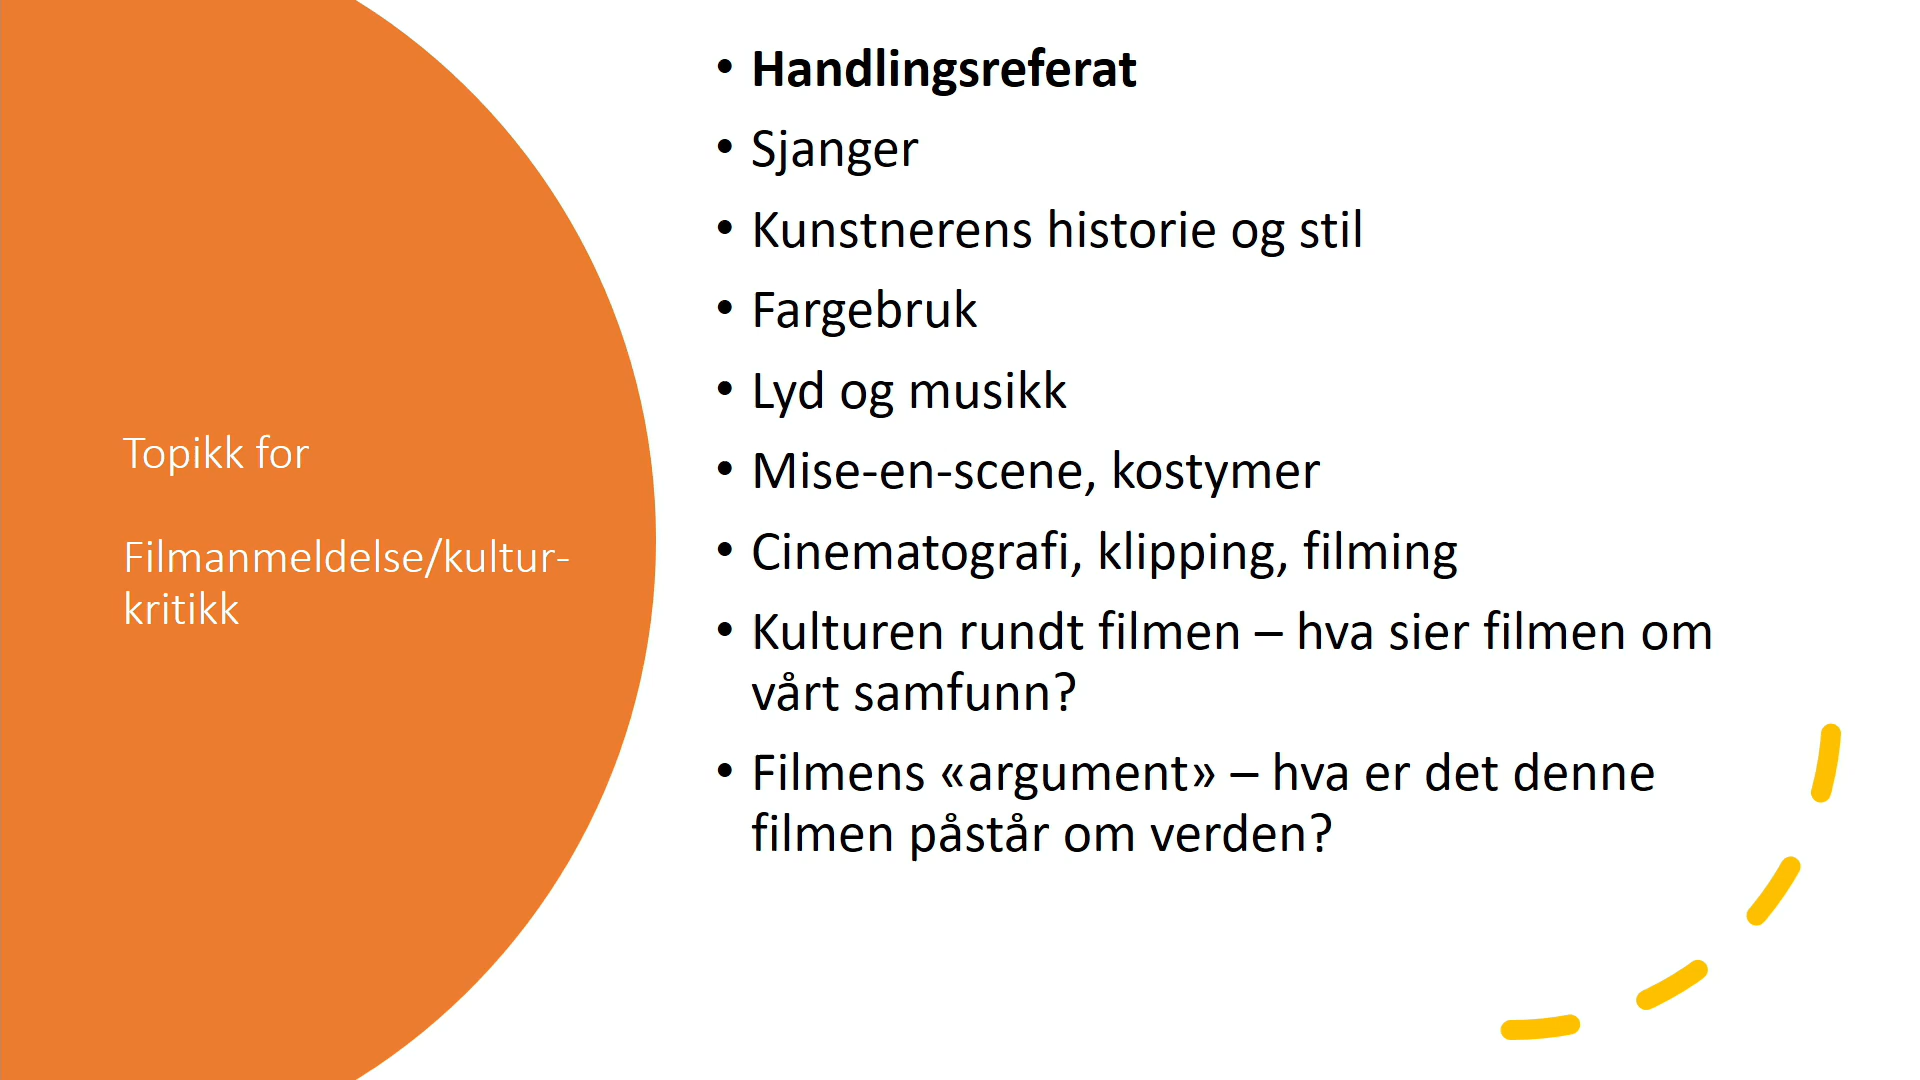 Topikk for
Filmanmeldelse/kultur-
kritikk
• Handlingsreferat
• Sjanger
• Kunstnerens historie og stil
• Fargebruk
• Lyd og musikk
• Mise-en-scene, kostymer
• Cinematografi, klipping, filming
• Kulturen rundt filmen – hva sier filmen om
vårt samfunn?
• Filmens «argument» – hva er det denne
filmen påstår om verden?